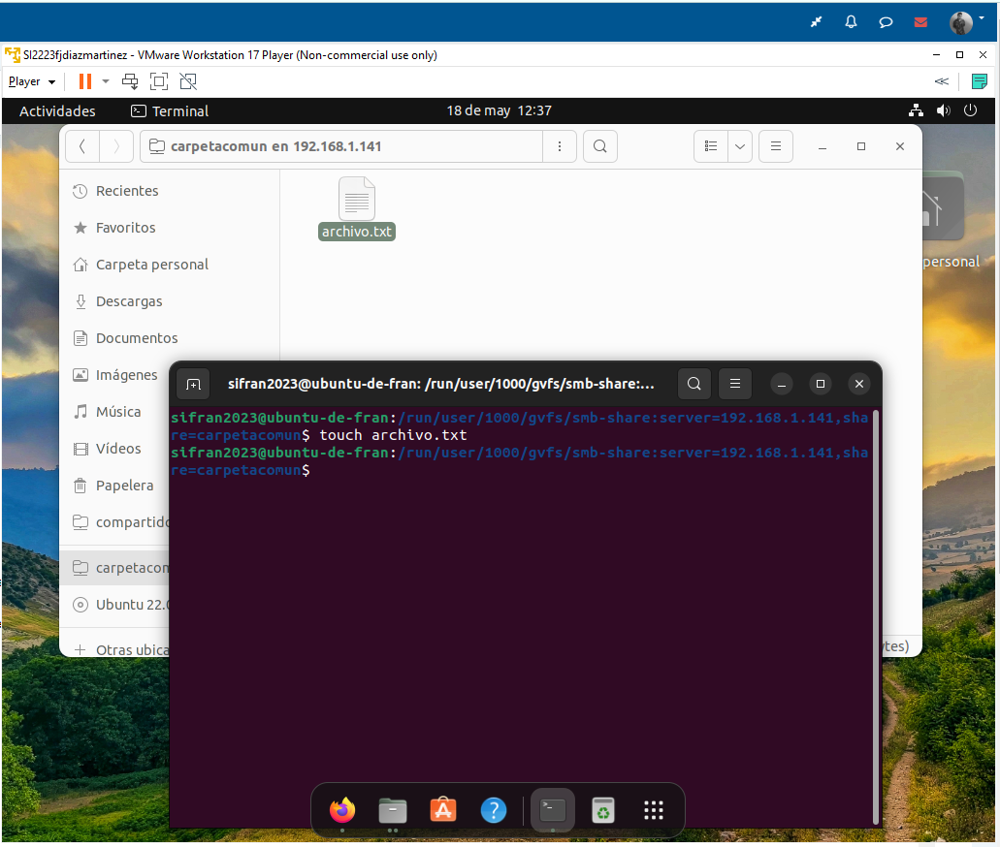 SI2223fjdiazmartinez - VMware Workstation 17 Player (Non-commercial use only)
Player
Actividades
Terminal
18 de may 12:37
carpetacomun en 192.168.1.141
Recientes
Favoritos
Carpeta personal
Descargas
Documentos
Imágenes
Música
Vídeos
Papelera
compartido
carpetacom
Ubuntu 22.0
Otras ubica
archivo.txt
personal
sifran2023@ubuntu-de-fran: /run/user/1000/gvfs/smb-share:...
sifran2023@ubuntu-de-fran:/run/user/1000/gvfs/smb-share:server=192.168.1.141,sha
re=carpetacomun$ touch archivo.txt
sifran2023@ubuntu-de-fran:/run/user/1000/gvfs/smb-share:server=192.168.1.141,sha
re=carpetacomun$
ytes)